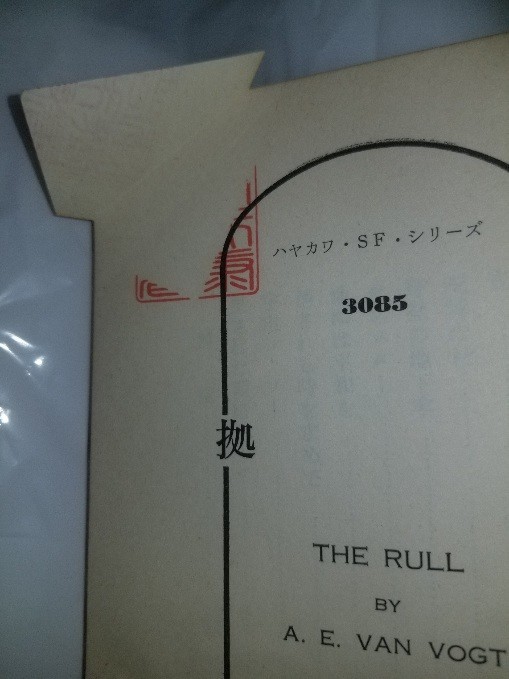 ハヤカワ・SF・シリーズ
3085
拠
THE RULL
BY
A. E. VAN VOGT